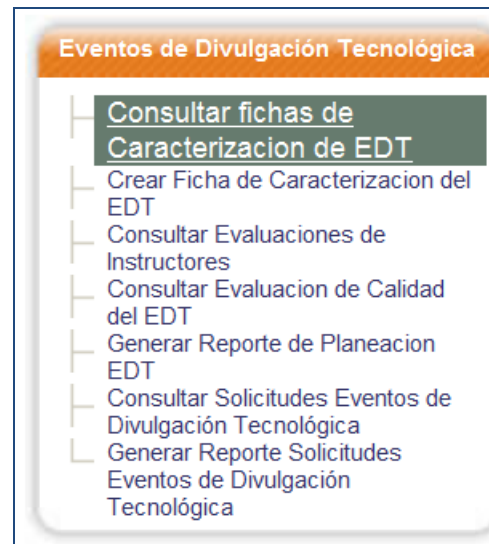 Eventos de Divulgación Tecnológica
Consultar fichas de
Caracterizacion de EDT
Crear Ficha de Caracterizacion del
EDT
Consultar Evaluaciones de
Instructores
Consultar Evaluacion de Calidad
del EDT
Generar Reporte de Planeacion
EDT
Consultar Solicitudes Eventos de
Divulgación Tecnológica
Generar Reporte Solicitudes
Eventos de Divulgación
Tecnológica